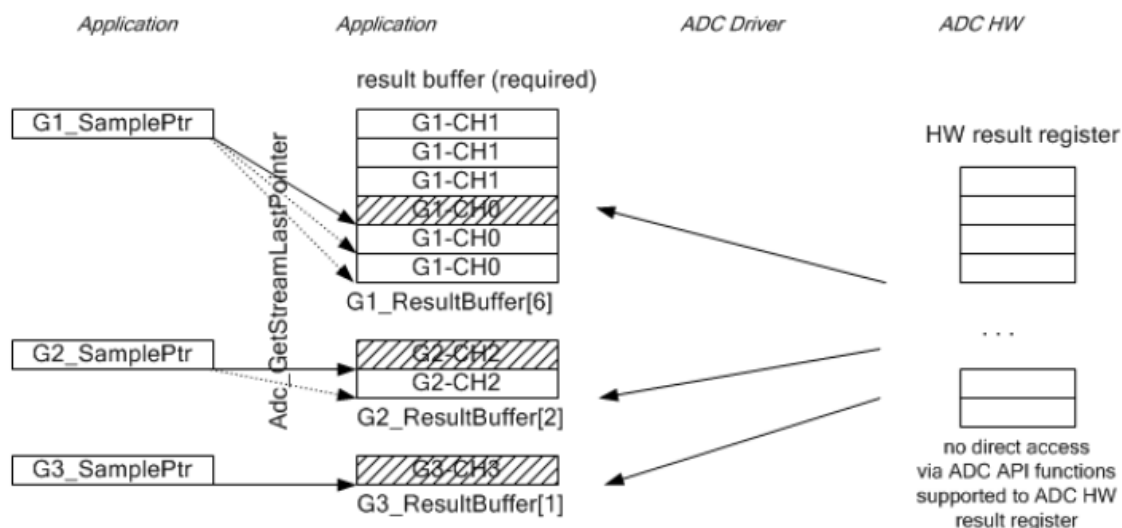 Application
Application
ADC Driver
ADC HW
result buffer (required)
G1_SamplePtr
G1-CH1
G1-CH1
G1-CH1
G1-CH0
G1-CH0
G1-CH0
G1_ResultBuffer[6]
Adc_GetStreamLastPointer
HW result register
G2_SamplePtr
G2-CH2
G2-CH2
G2_ResultBuffer[2]
. . .
G3_SamplePtr
G3-CH3
G3_ResultBuffer[1]
no direct access
via ADC API functions
supported to ADC HW
result register